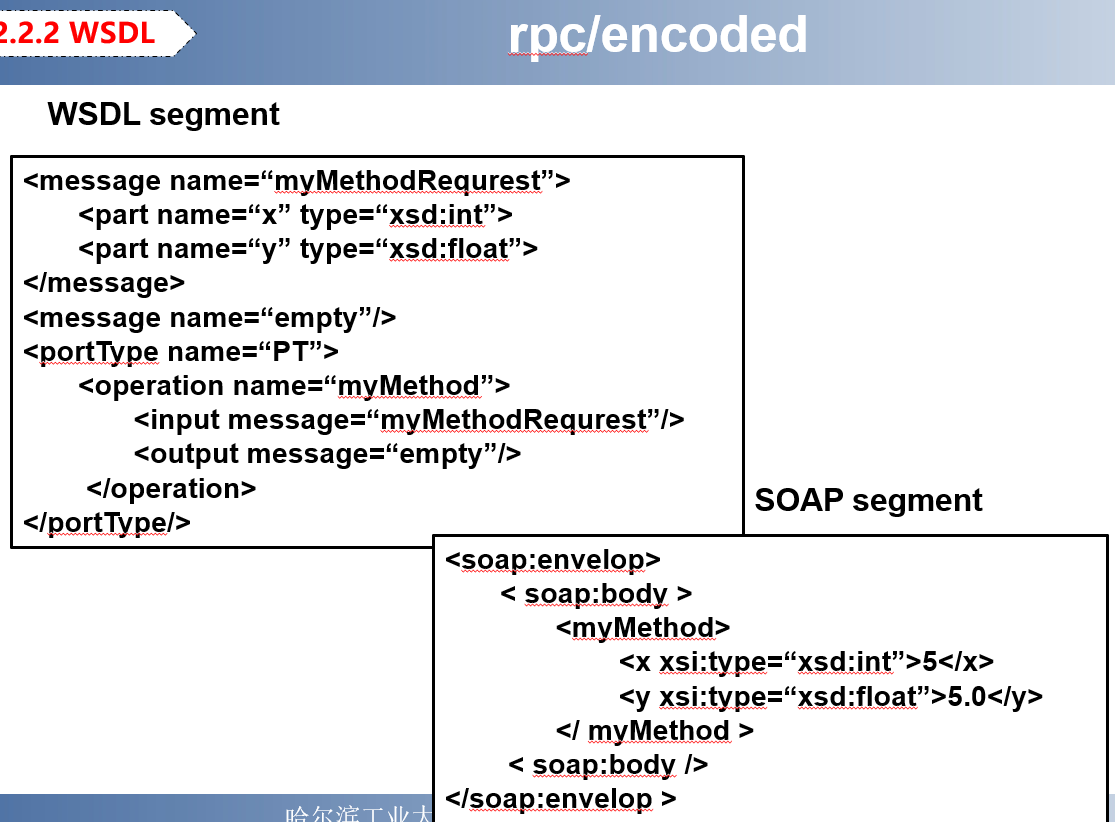 2.2.2 WSDL
rpc/encoded
WSDL segment
<message name=“myMethodRequrest”>
<part name=“x” type=“xsd:int”>
<part name=“y” type=“xsd:float”>
</message>
<message name=“empty”/>
<portType name=“PT”>
<operation name=“myMethod”>
<input message=“myMethodRequrest”/>
<output message=“empty”/>
</operation>
</portType/>
SOAP segment
<soap:envelop>
< soap:body >
<myMethod>
<x xsi:type=“xsd:int”>5</x>
<y xsi:type=“xsd:float”>5.0</y>
</ myMethod >
< soap:body />
</soap:envelop >
哈尔滨工业大